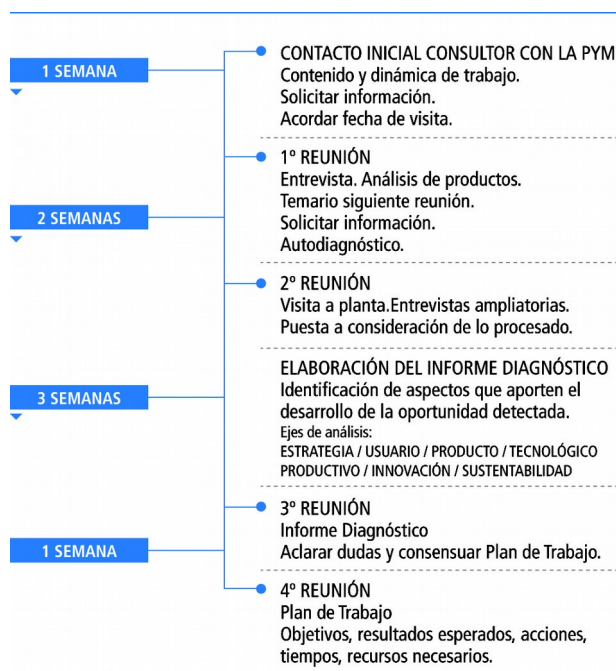 CONTACTO INICIAL CONSULTOR CON LA PYM
1 SEMANA
Contenido y dinámica de trabajo.
Solicitar información.
Acordar fecha de visita.
1º REUNIÓN
Entrevista. Análisis de productos.
Temario siguiente reunión.
2 SEMANAS
Solicitar información.
Autodiagnóstico.
2º REUNIÓN
Visita a planta.Entrevistas ampliatorias.
Puesta a consideración de lo procesado.
ELABORACIÓN DEL INFORME DIAGNÓSTICO
Identificación de aspectos que aporten el
3 SEMANAS
desarrollo de la oportunidad detectada.
Ejes de análisis:
ESTRATEGIA / USUARIO / PRODUCTO / TECNOLÓGICO
PRODUCTIVO / INNOVACIÓN / SUSTENTABILIDAD
3º REUNIÓN
Informe Diagnóstico
1 SEMANA
Aclarar dudas y consensuar Plan de Trabajo.
4º REUNIÓN
Plan de Trabajo
Objetivos, resultados esperados, acciones,
tiempos, recursos necesarios.